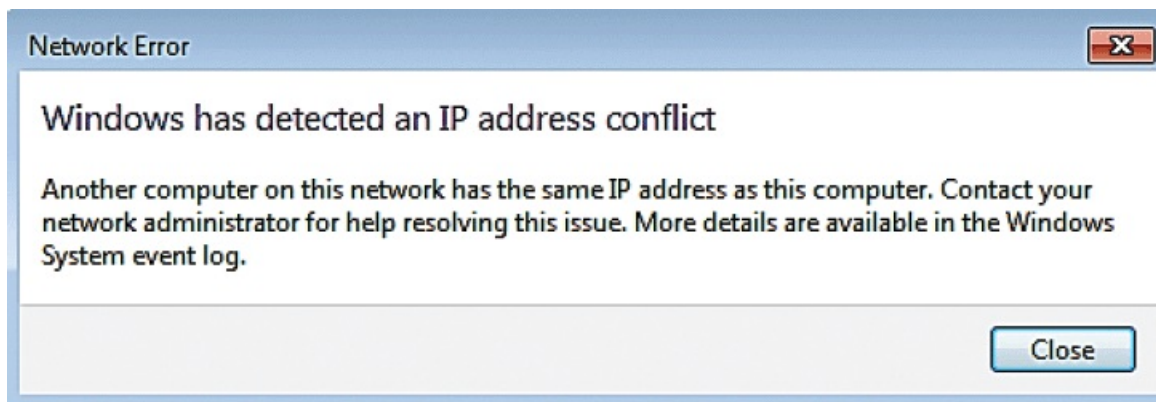 Network Error
Windows has detected an IP address conflict
Another computer on this network has the same IP address as this computer. Contact your
network administrator for help resolving this issue. More details are available in the Windows
System event log.
Close